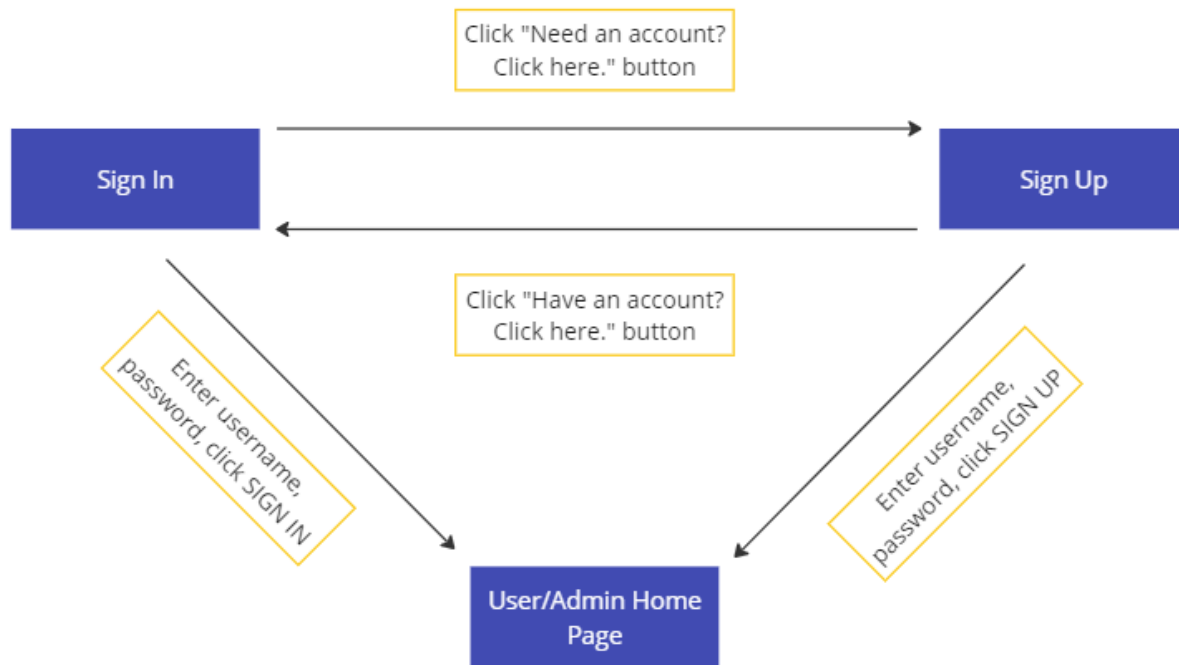 Click "Need an account?
Click here." button
Sign In
Sign Up
Click "Have an account?
Click here." button
Enter username,
password, click SIGN IN
Enter username,
password, click SIGN UP
User/Admin Home
Page